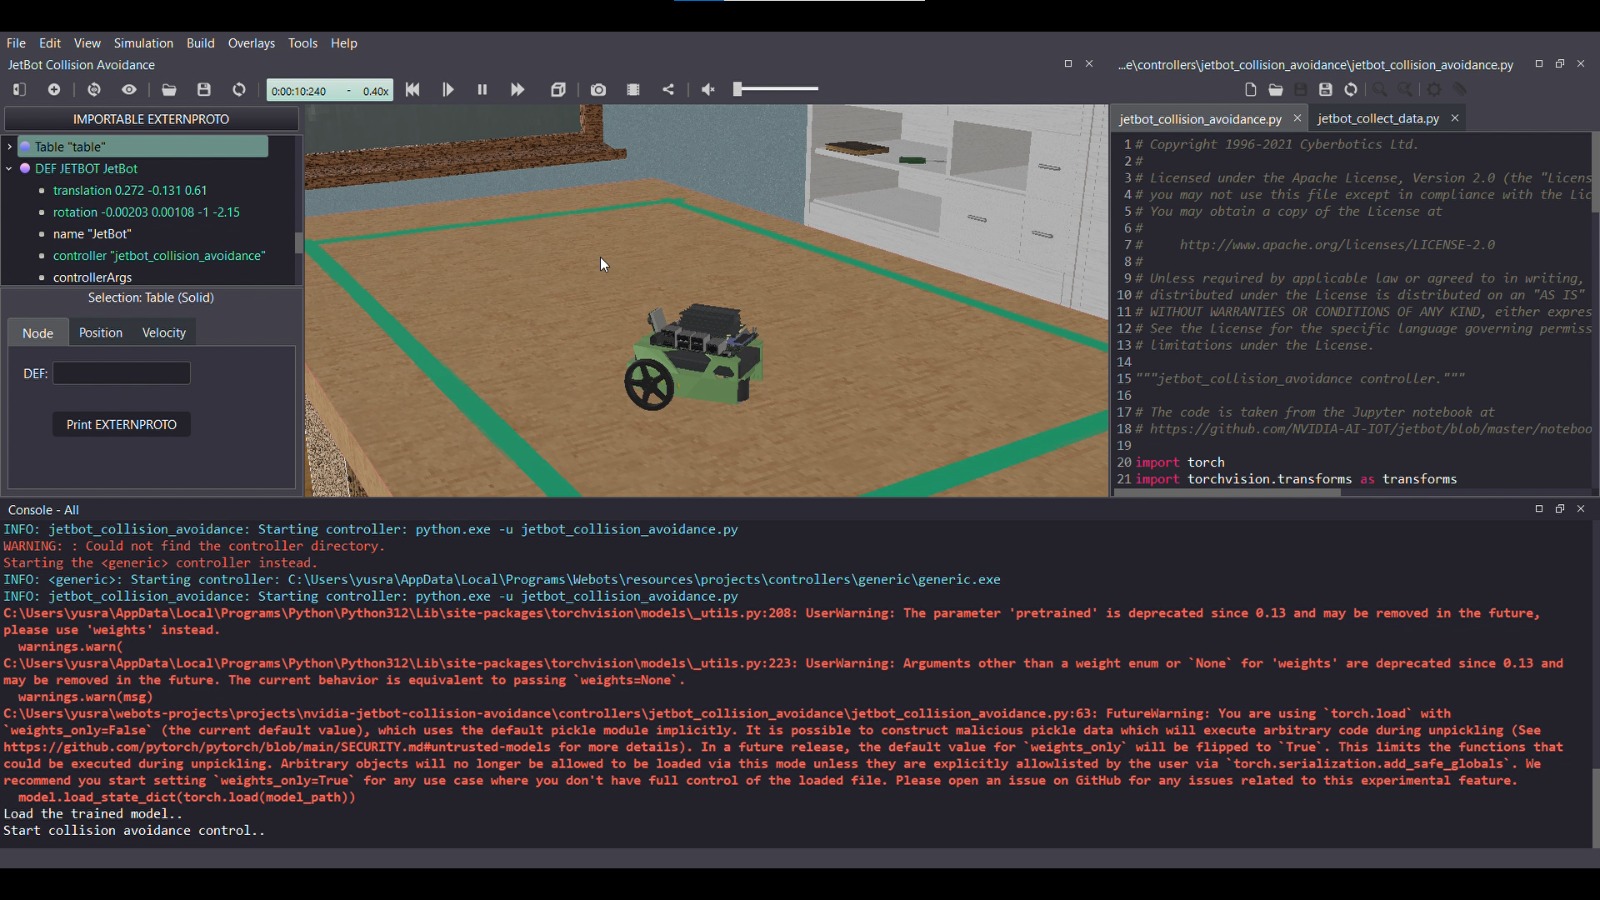 File Edit View Simulation Build Overlays Tools Help
JetBot Collision Avoidance
...e\controllers\jetbot_collision_avoidance\jetbot_collision_avoidance.py
0:00:10:240 - 0.40x
IMPORTABLE EXTERNPROTO
Table "table"
DEF JETBOT JetBot
translation 0.272 -0.131 0.61
rotation -0.00203 0.00108 -1 -2.15
name "JetBot"
controller "jetbot_collision_avoidance"
controllerArgs
Selection: Table (Solid)
Node Position Velocity
DEF:
Print EXTERNPROTO
jetbot_collision_avoidance.py jetbot_collect_data.py
1 # Copyright 1996-2021 Cyberbotics Ltd.
2 #
3 # Licensed under the Apache License, Version 2.0 (the "Licens
4 # you may not use this file except in compliance with the Lic
5 # You may obtain a copy of the License at
6 #
7 # http://www.apache.org/licenses/LICENSE-2.0
8 #
9 # Unless required by applicable law or agreed to in writing,
10 # distributed under the License is distributed on an "AS IS"
11 # WITHOUT WARRANTIES OR CONDITIONS OF ANY KIND, either expres
12 # See the License for the specific language governing permiss
13 # limitations under the License.
14
15 """jetbot_collision_avoidance controller."""
16
17 # The code is taken from the Jupyter notebook at
18 # https://github.com/NVIDIA-AI-IOT/jetbot/blob/master/noteboo
19
20 import torch
21 import torchvision.transforms as transforms
Console - All
INFO: jetbot_collision_avoidance: Starting controller: python.exe -u jetbot_collision_avoidance.py
WARNING: : Could not find the controller directory.
Starting the <generic> controller instead.
INFO: <generic>: Starting controller: C:\Users\yusra\AppData\Local\Programs\Webots\resources\projects\controllers\generic\generic.exe
INFO: jetbot_collision_avoidance: Starting controller: python.exe -u jetbot_collision_avoidance.py
C:\Users\yusra\AppData\Local\Programs\Python\Python312\Lib\site-packages\torchvision\models\_utils.py:208: UserWarning: The parameter 'pretrained' is deprecated since 0.13 and may be removed in the future,
please use 'weights' instead.
warnings.warn(
C:\Users\yusra\AppData\Local\Programs\Python\Python312\Lib\site-packages\torchvision\models\_utils.py:223: UserWarning: Arguments other than a weight enum or `None` for 'weights' are deprecated since 0.13 and
may be removed in the future. The current behavior is equivalent to passing `weights=None`.
warnings.warn(msg)
C:\Users\yusra\webots-projects\projects\nvidia-jetbot-collision-avoidance\controllers\jetbot_collision_avoidance\jetbot_collision_avoidance.py:63: FutureWarning: You are using `torch.load` with
`weights_only=False` (the current default value), which uses the default pickle module implicitly. It is possible to construct malicious pickle data which will execute arbitrary code during unpickling (See
https://github.com/pytorch/pytorch/blob/main/SECURITY.md#untrusted-models for more details). In a future release, the default value for `weights_only` will be flipped to `True`. This limits the functions that
could be executed during unpickling. Arbitrary objects will no longer be allowed to be loaded via this mode unless they are explicitly allowlisted by the user via `torch.serialization.add_safe_globals`. We
recommend you start setting `weights_only=True` for any use case where you don't have full control of the loaded file. Please open an issue on GitHub for any issues related to this experimental feature.
model.load_state_dict(torch.load(model_path))
Load the trained model..
Start collision avoidance control..